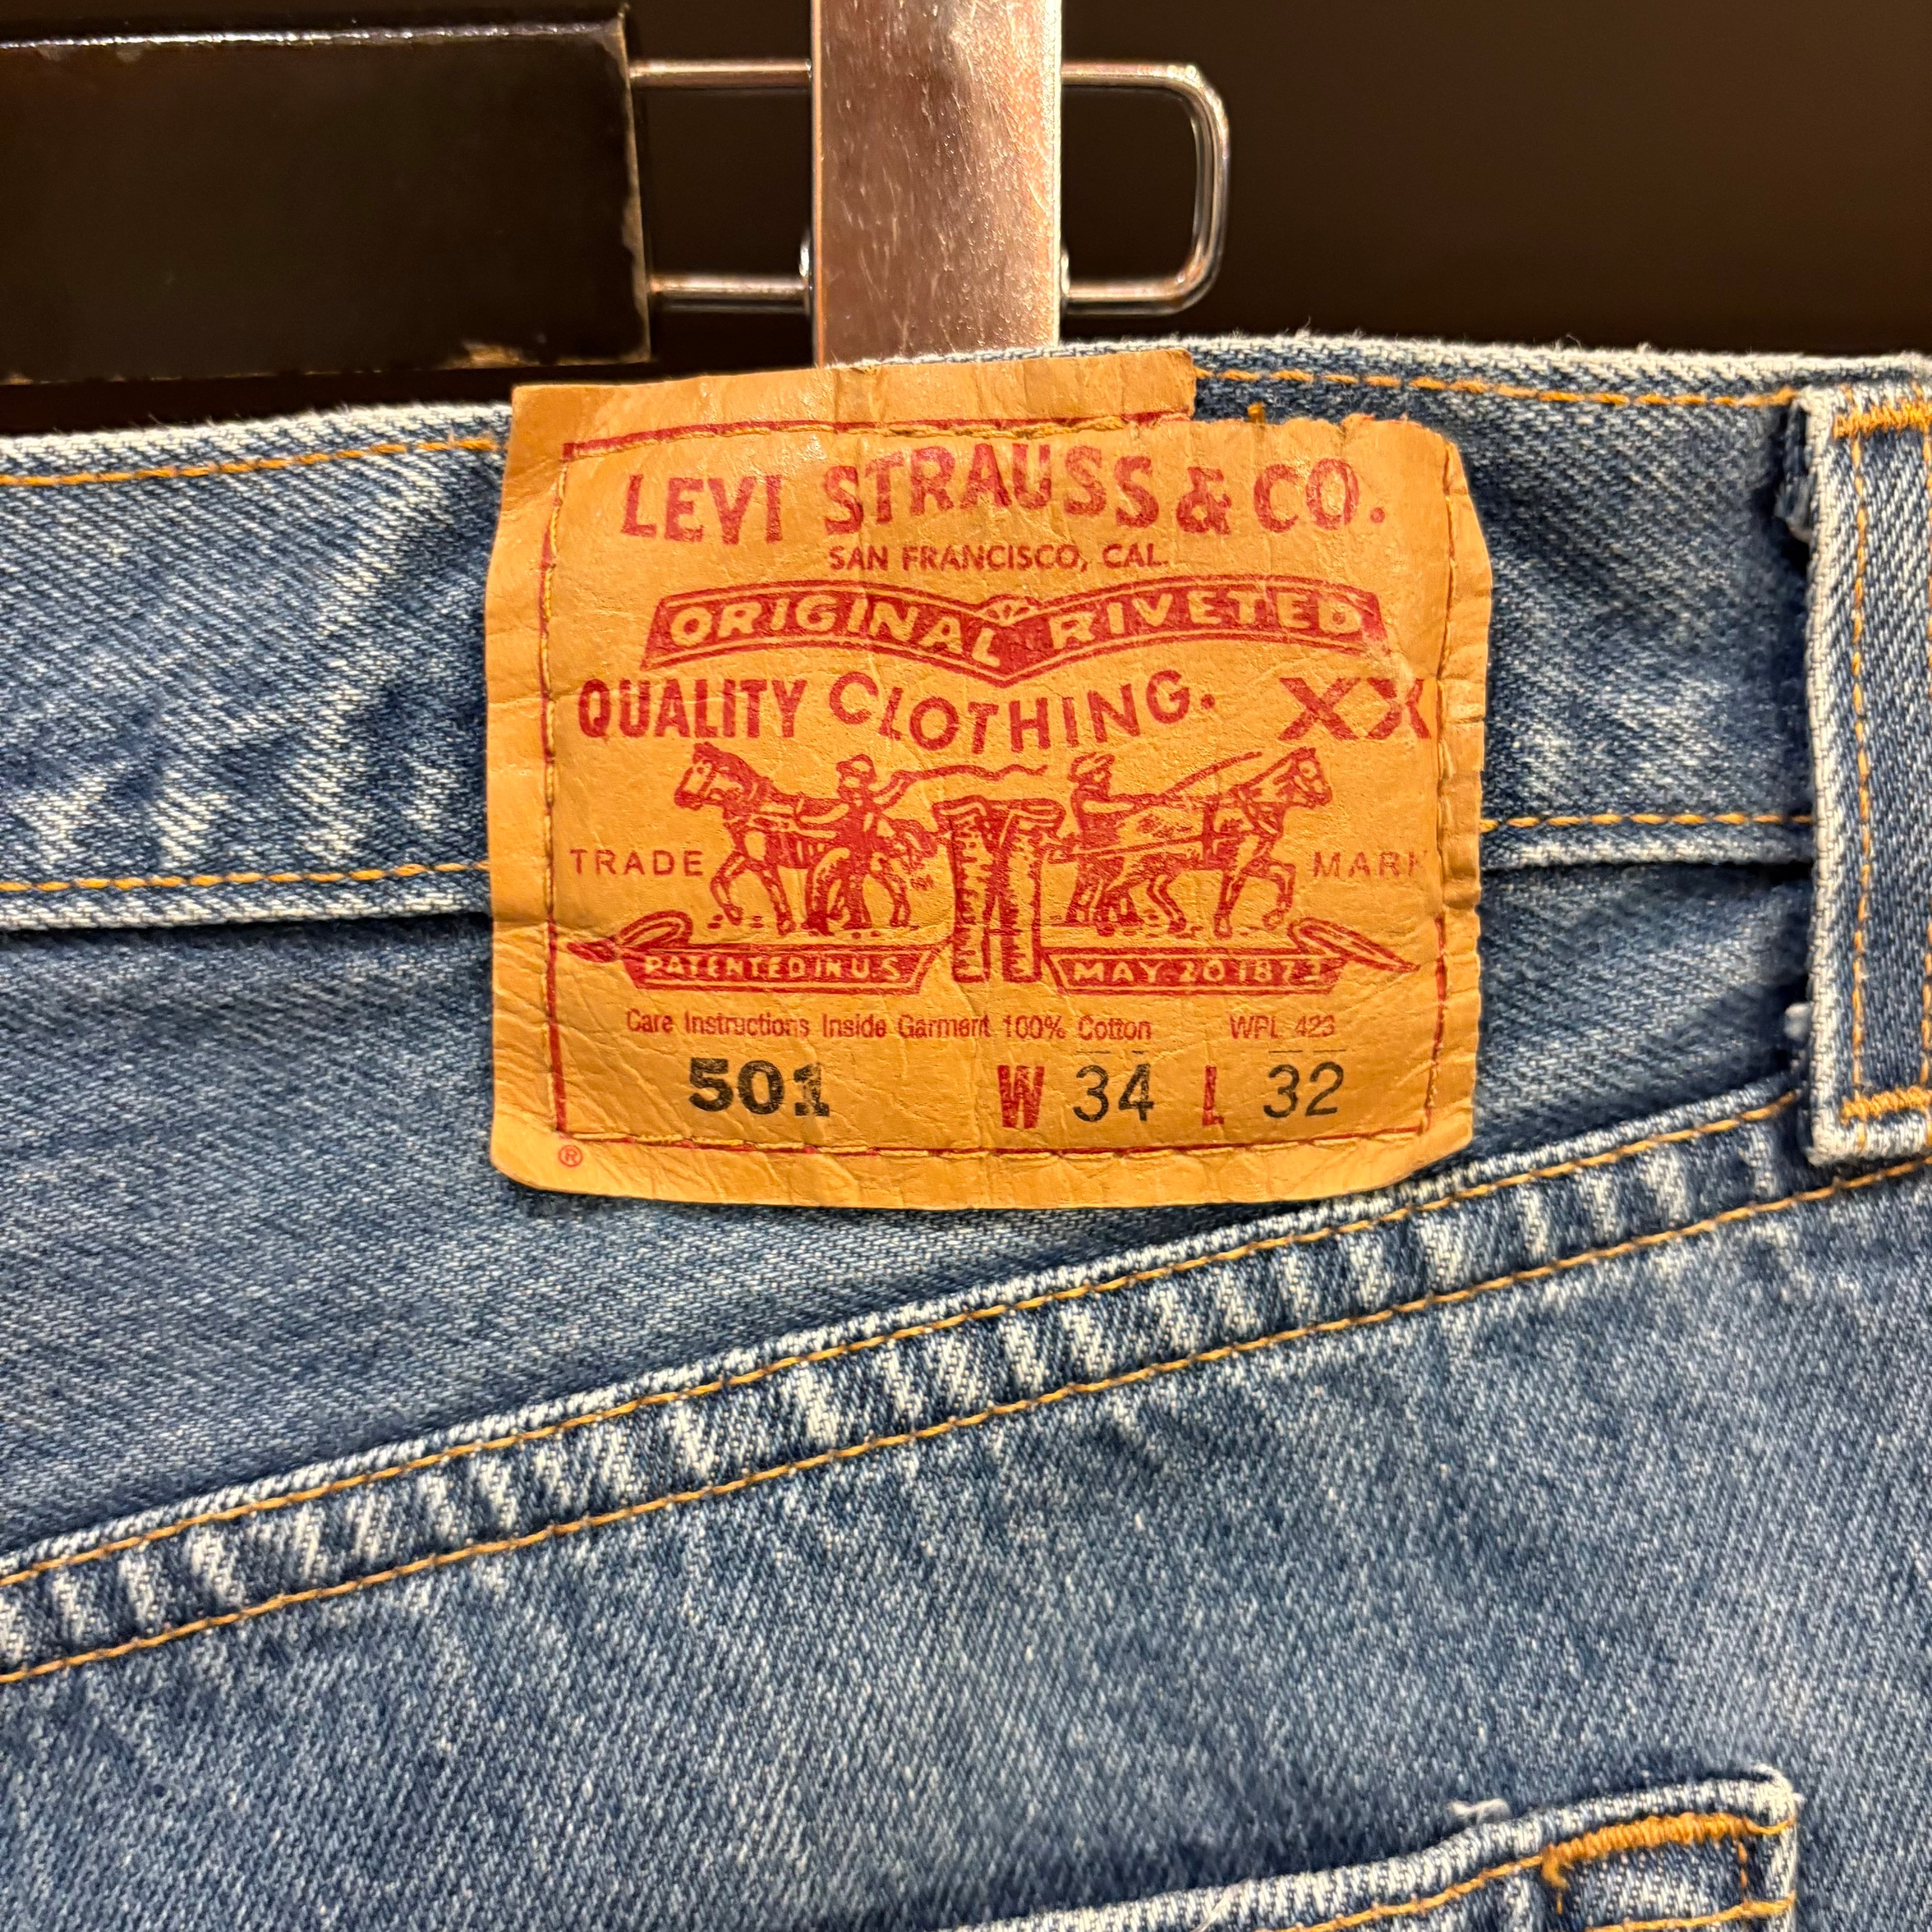 LEVI STRAUSS & CO.
SAN FRANCISCO, CAL.
ORIGINAL RIVETED
QUALITY CLOTHING. XX
TRADE MARK
PATENTED IN U.S. MAY 20 1873
Care Instructions Inside Garment 100% Cotton WPL 423
501 W 34 L 32
®